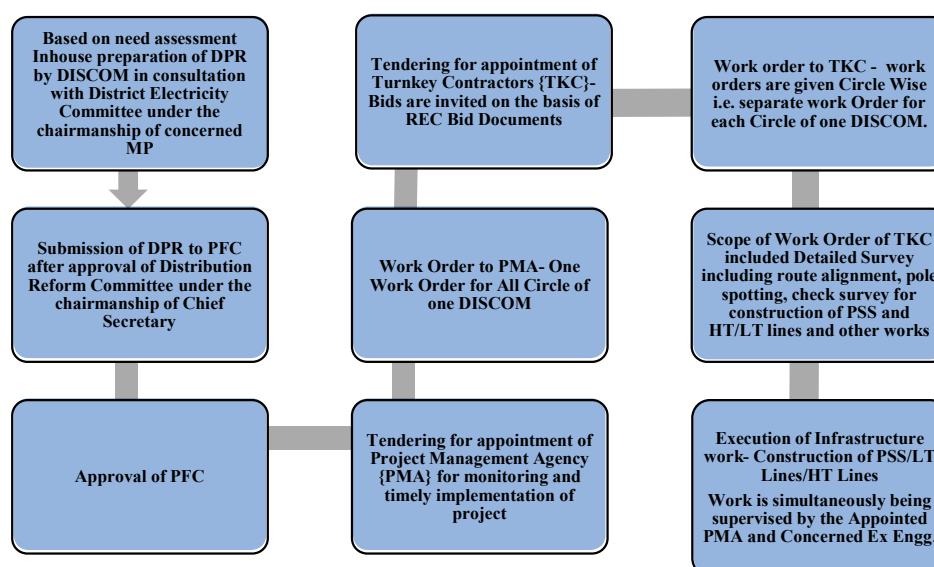 Based on need assessment
Inhouse preparation of DPR
by DISCOM in consultation
with District Electricity
Committee under the
chairmanship of concerned
MP
Submission of DPR to PFC
after approval of Distribution
Reform Committee under the
chairmanship of Chief
Secretary
Approval of PFC
Tendering for appointment of
Project Management Agency
{PMA} for monitoring and
timely implementation of
project
Work Order to PMA- One
Work Order for All Circle of
one DISCOM
Tendering for appointment of
Turnkey Contractors {TKC}-
Bids are invited on the basis of
REC Bid Documents
Work order to TKC - work
orders are given Circle Wise
i.e. separate work Order for
each Circle of one DISCOM.
Scope of Work Order of TKC
included Detailed Survey
including route alignment, pole
spotting, check survey for
construction of PSS and
HT/LT lines and other works
Execution of Infrastructure
work- Construction of PSS/LT
Lines/HT Lines
Work is simultaneously being
supervised by the Appointed
PMA and Concerned Ex Engg.